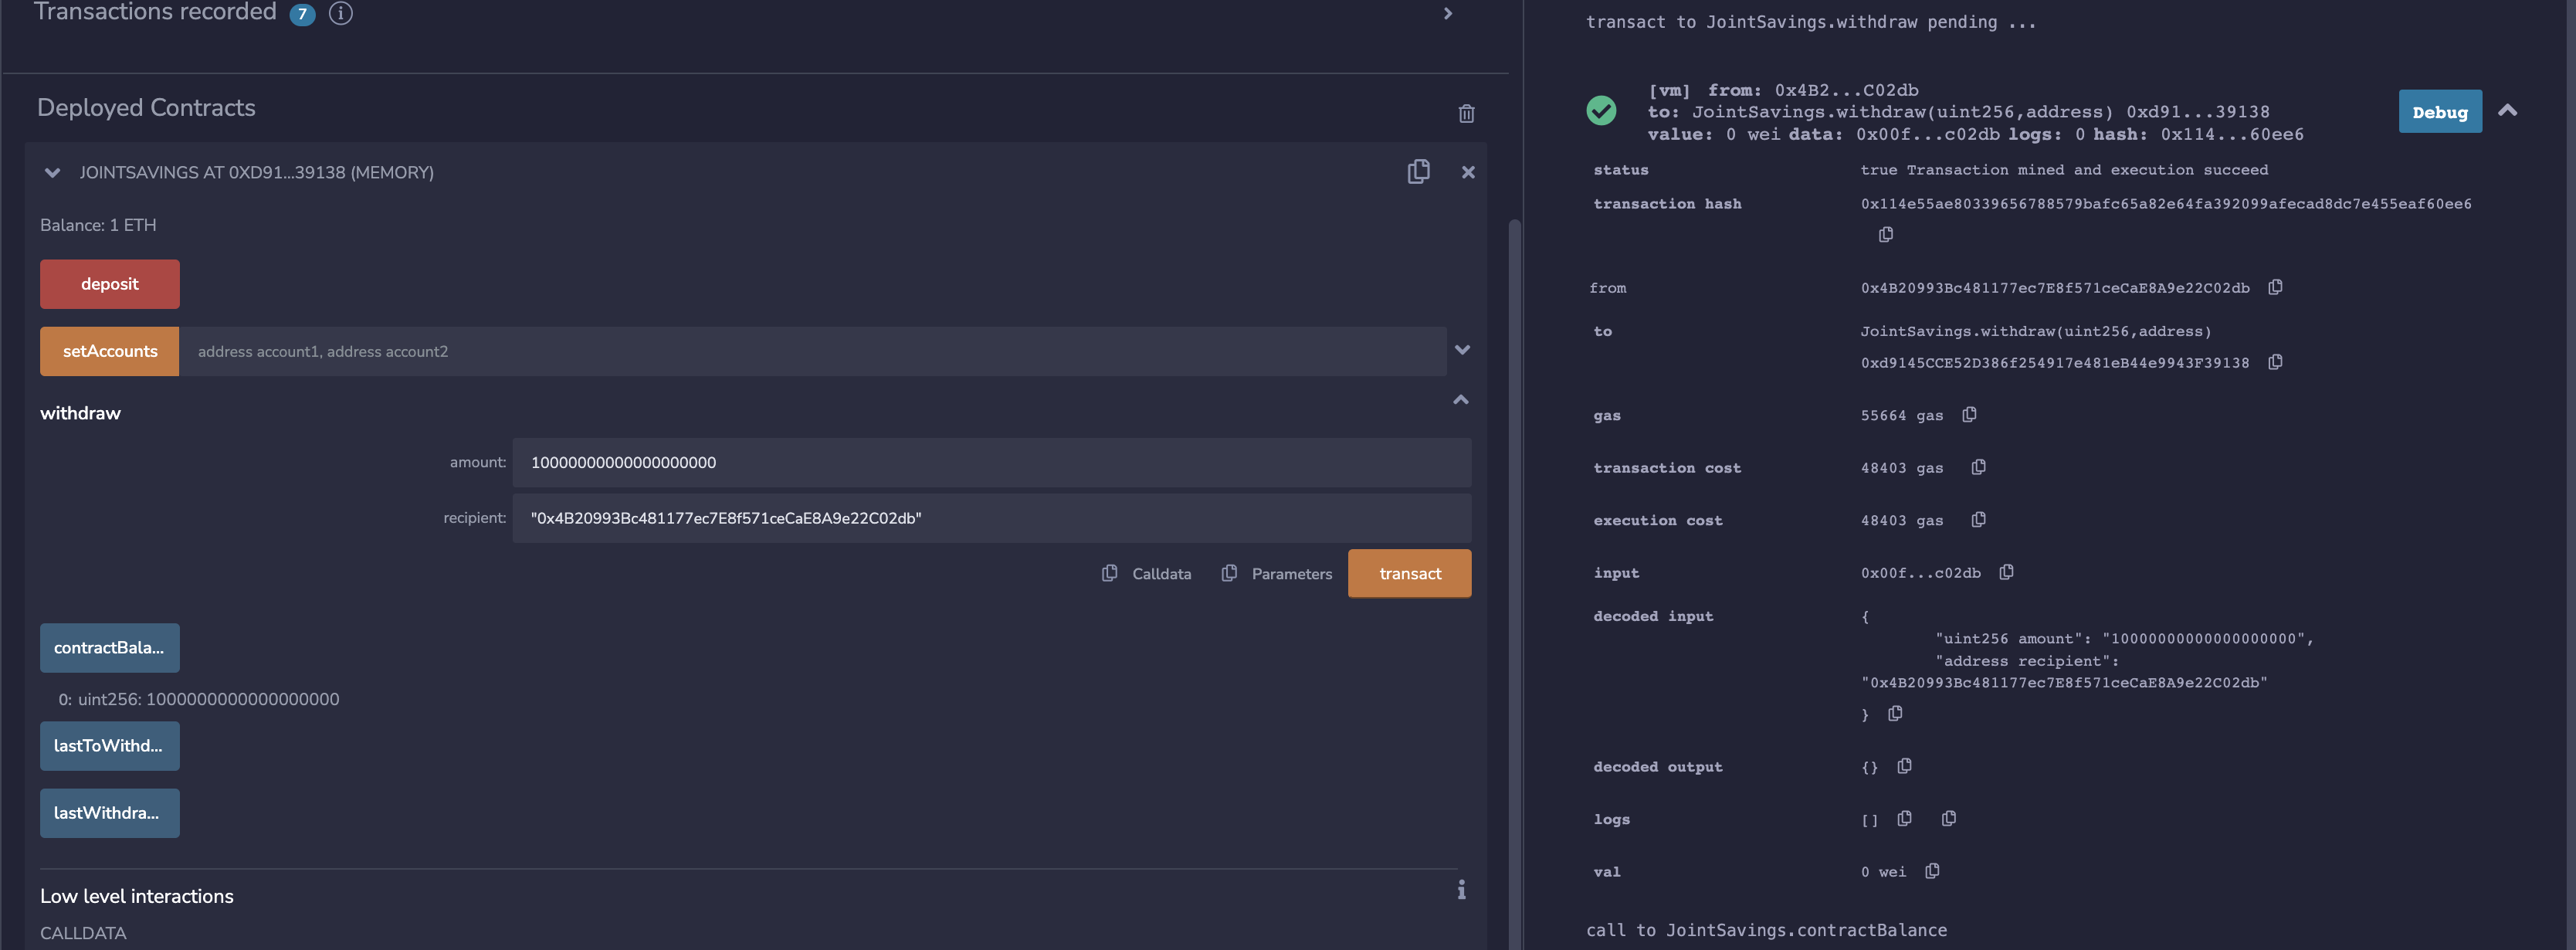 Transactions recorded 7 i
Deployed Contracts
JOINTSAVINGS AT 0XD91...39138 (MEMORY)
Balance: 1 ETH
deposit
setAccounts address account1, address account2
withdraw
amount: 10000000000000000000
recipient: "0x4B20993Bc481177ec7E8f571ceCaE8A9e22C02db"
Calldata Parameters transact
contractBala...
0: uint256: 1000000000000000000
lastToWithd...
lastWithdra...
Low level interactions i
CALLDATA
transact to JointSavings.withdraw pending ...
[vm] from: 0x4B2...C02db
to: JointSavings.withdraw(uint256,address) 0xd91...39138
value: 0 wei data: 0x00f...c02db logs: 0 hash: 0x114...60ee6
Debug
status true Transaction mined and execution succeed
transaction hash 0x114e55ae80339656788579bafc65a82e64fa392099afecad8dc7e455eaf60ee6
from 0x4B20993Bc481177ec7E8f571ceCaE8A9e22C02db
to JointSavings.withdraw(uint256,address)
0xd9145CCE52D386f254917e481eB44e9943F39138
gas 55664 gas
transaction cost 48403 gas
execution cost 48403 gas
input 0x00f...c02db
decoded input {
"uint256 amount": "10000000000000000000",
"address recipient":
"0x4B20993Bc481177ec7E8f571ceCaE8A9e22C02db"
}
decoded output {}
logs []
val 0 wei
call to JointSavings.contractBalance